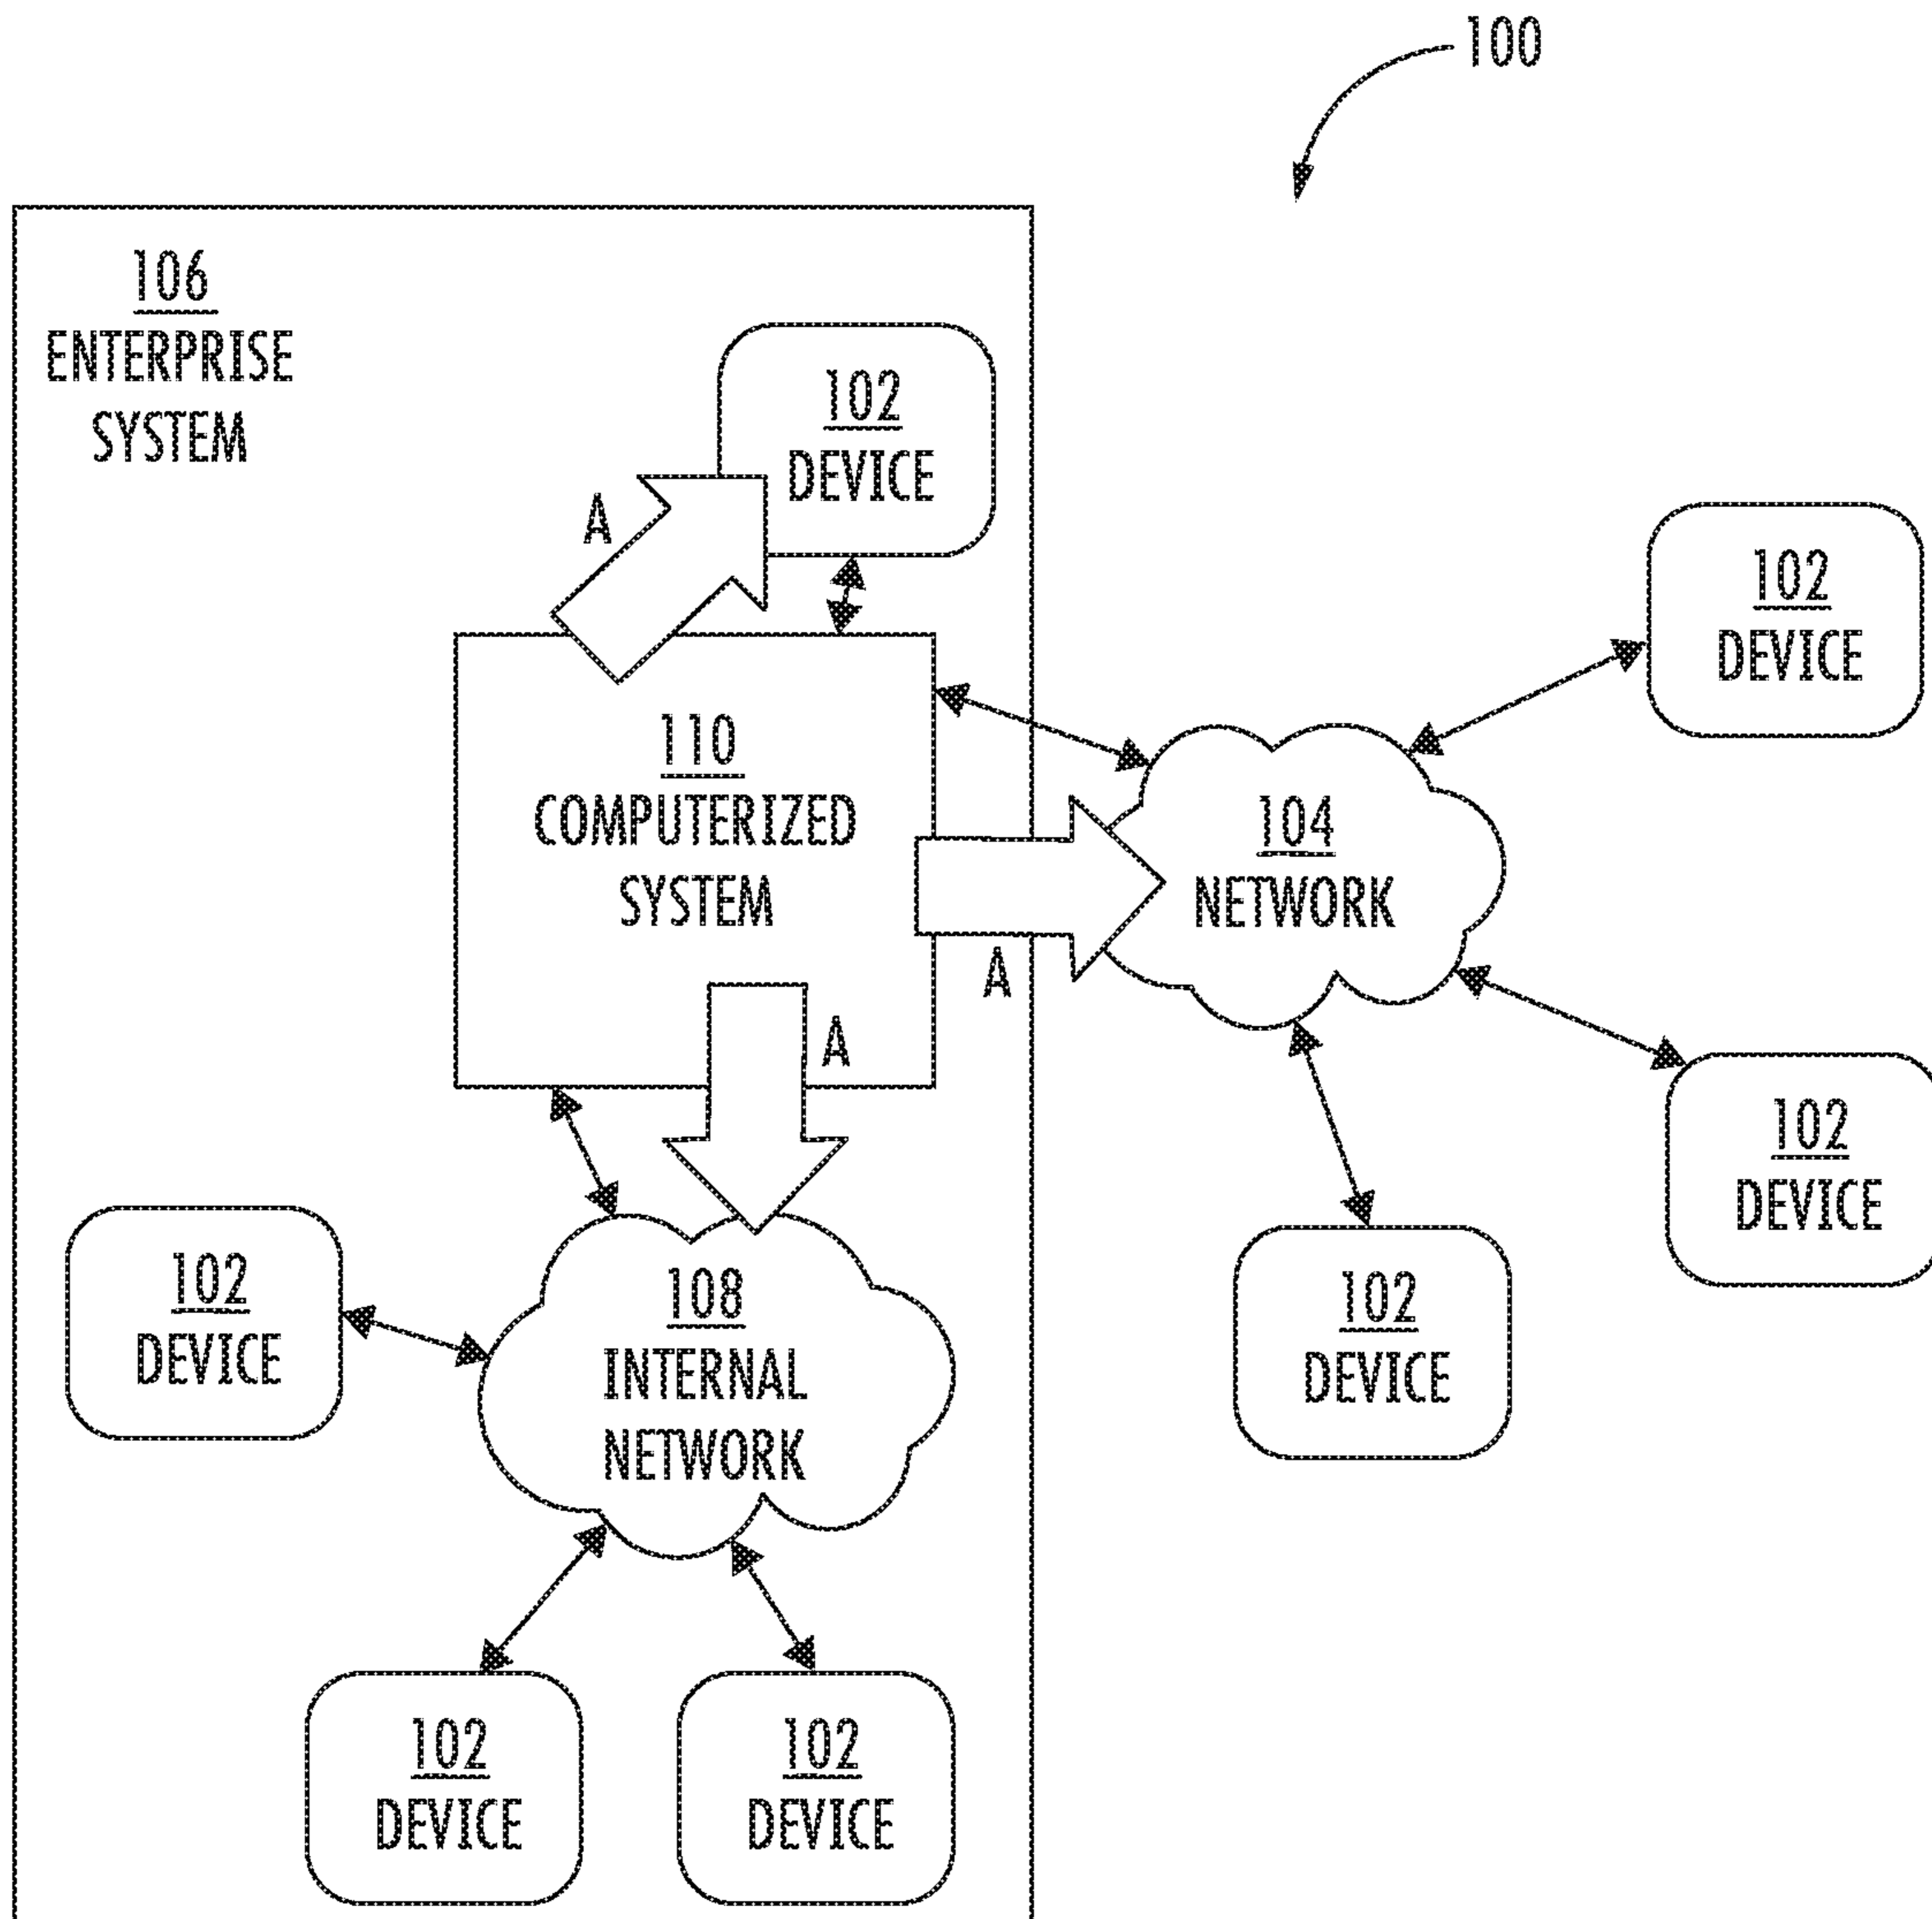 100
106
ENTERPRISE
SYSTEM
102
DEVICE
A
102
DEVICE
110
COMPUTERIZED
SYSTEM
104
NETWORK
A
A
102
DEVICE
102
DEVICE
108
INTERNAL
NETWORK
102
DEVICE
102
DEVICE
102
DEVICE